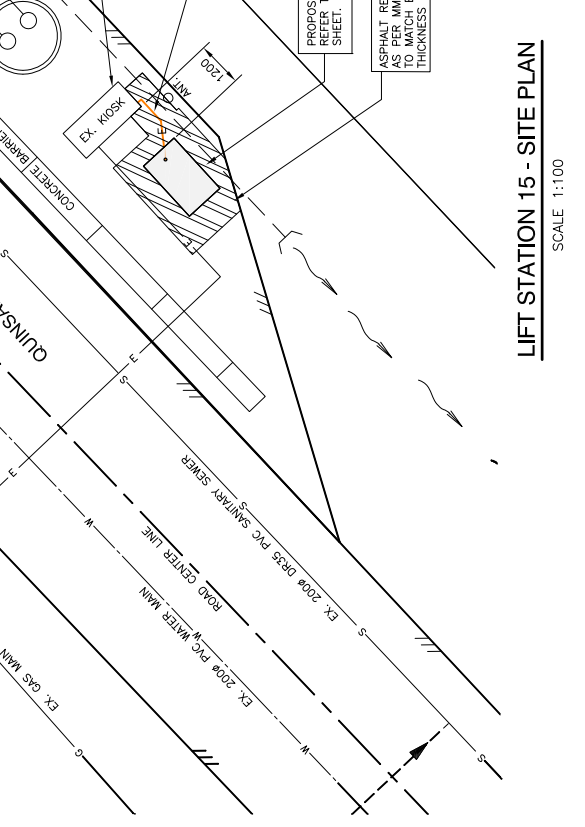 PROPOS
REFER T
SHEET.
ASPHALT RE
AS PER MM
TO MATCH E
THICKNESS
1200
ANT.
EX. KIOSK
E
E
CONCRETE BARRIE
QUINSA
S
E
S
E
W
S
EX. 200ø DR35 PVC SANITARY SEWER
S
S
ROAD CENTER LINE
EX. 200ø PVC WATER MAIN
W
W
EX. GAS MAIN
G
LIFT STATION 15 - SITE PLAN
SCALE 1:100